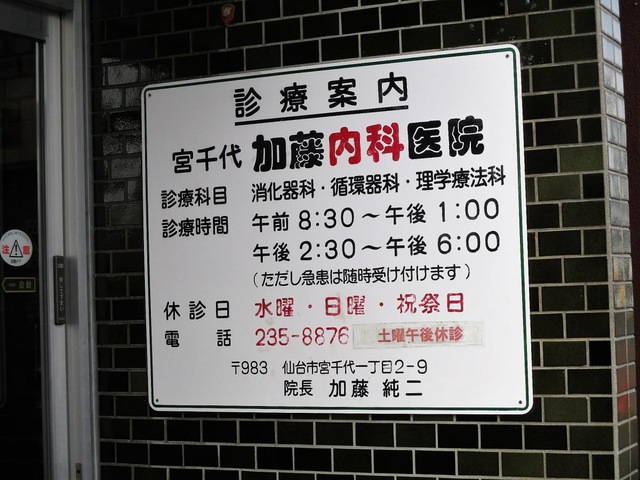 診療案内
宮千代 加藤内科医院
診療科目 消化器科・循環器科・理学療法科
診療時間 午前 8:30～午後 1:00
午後 2:30～午後 6:00
(ただし急患は随時受け付けます)
休診日 水曜・日曜・祝祭日
電話 235-8876 土曜午後休診
〒983 仙台市宮千代一丁目2-9
院長 加藤純二
注意
自動